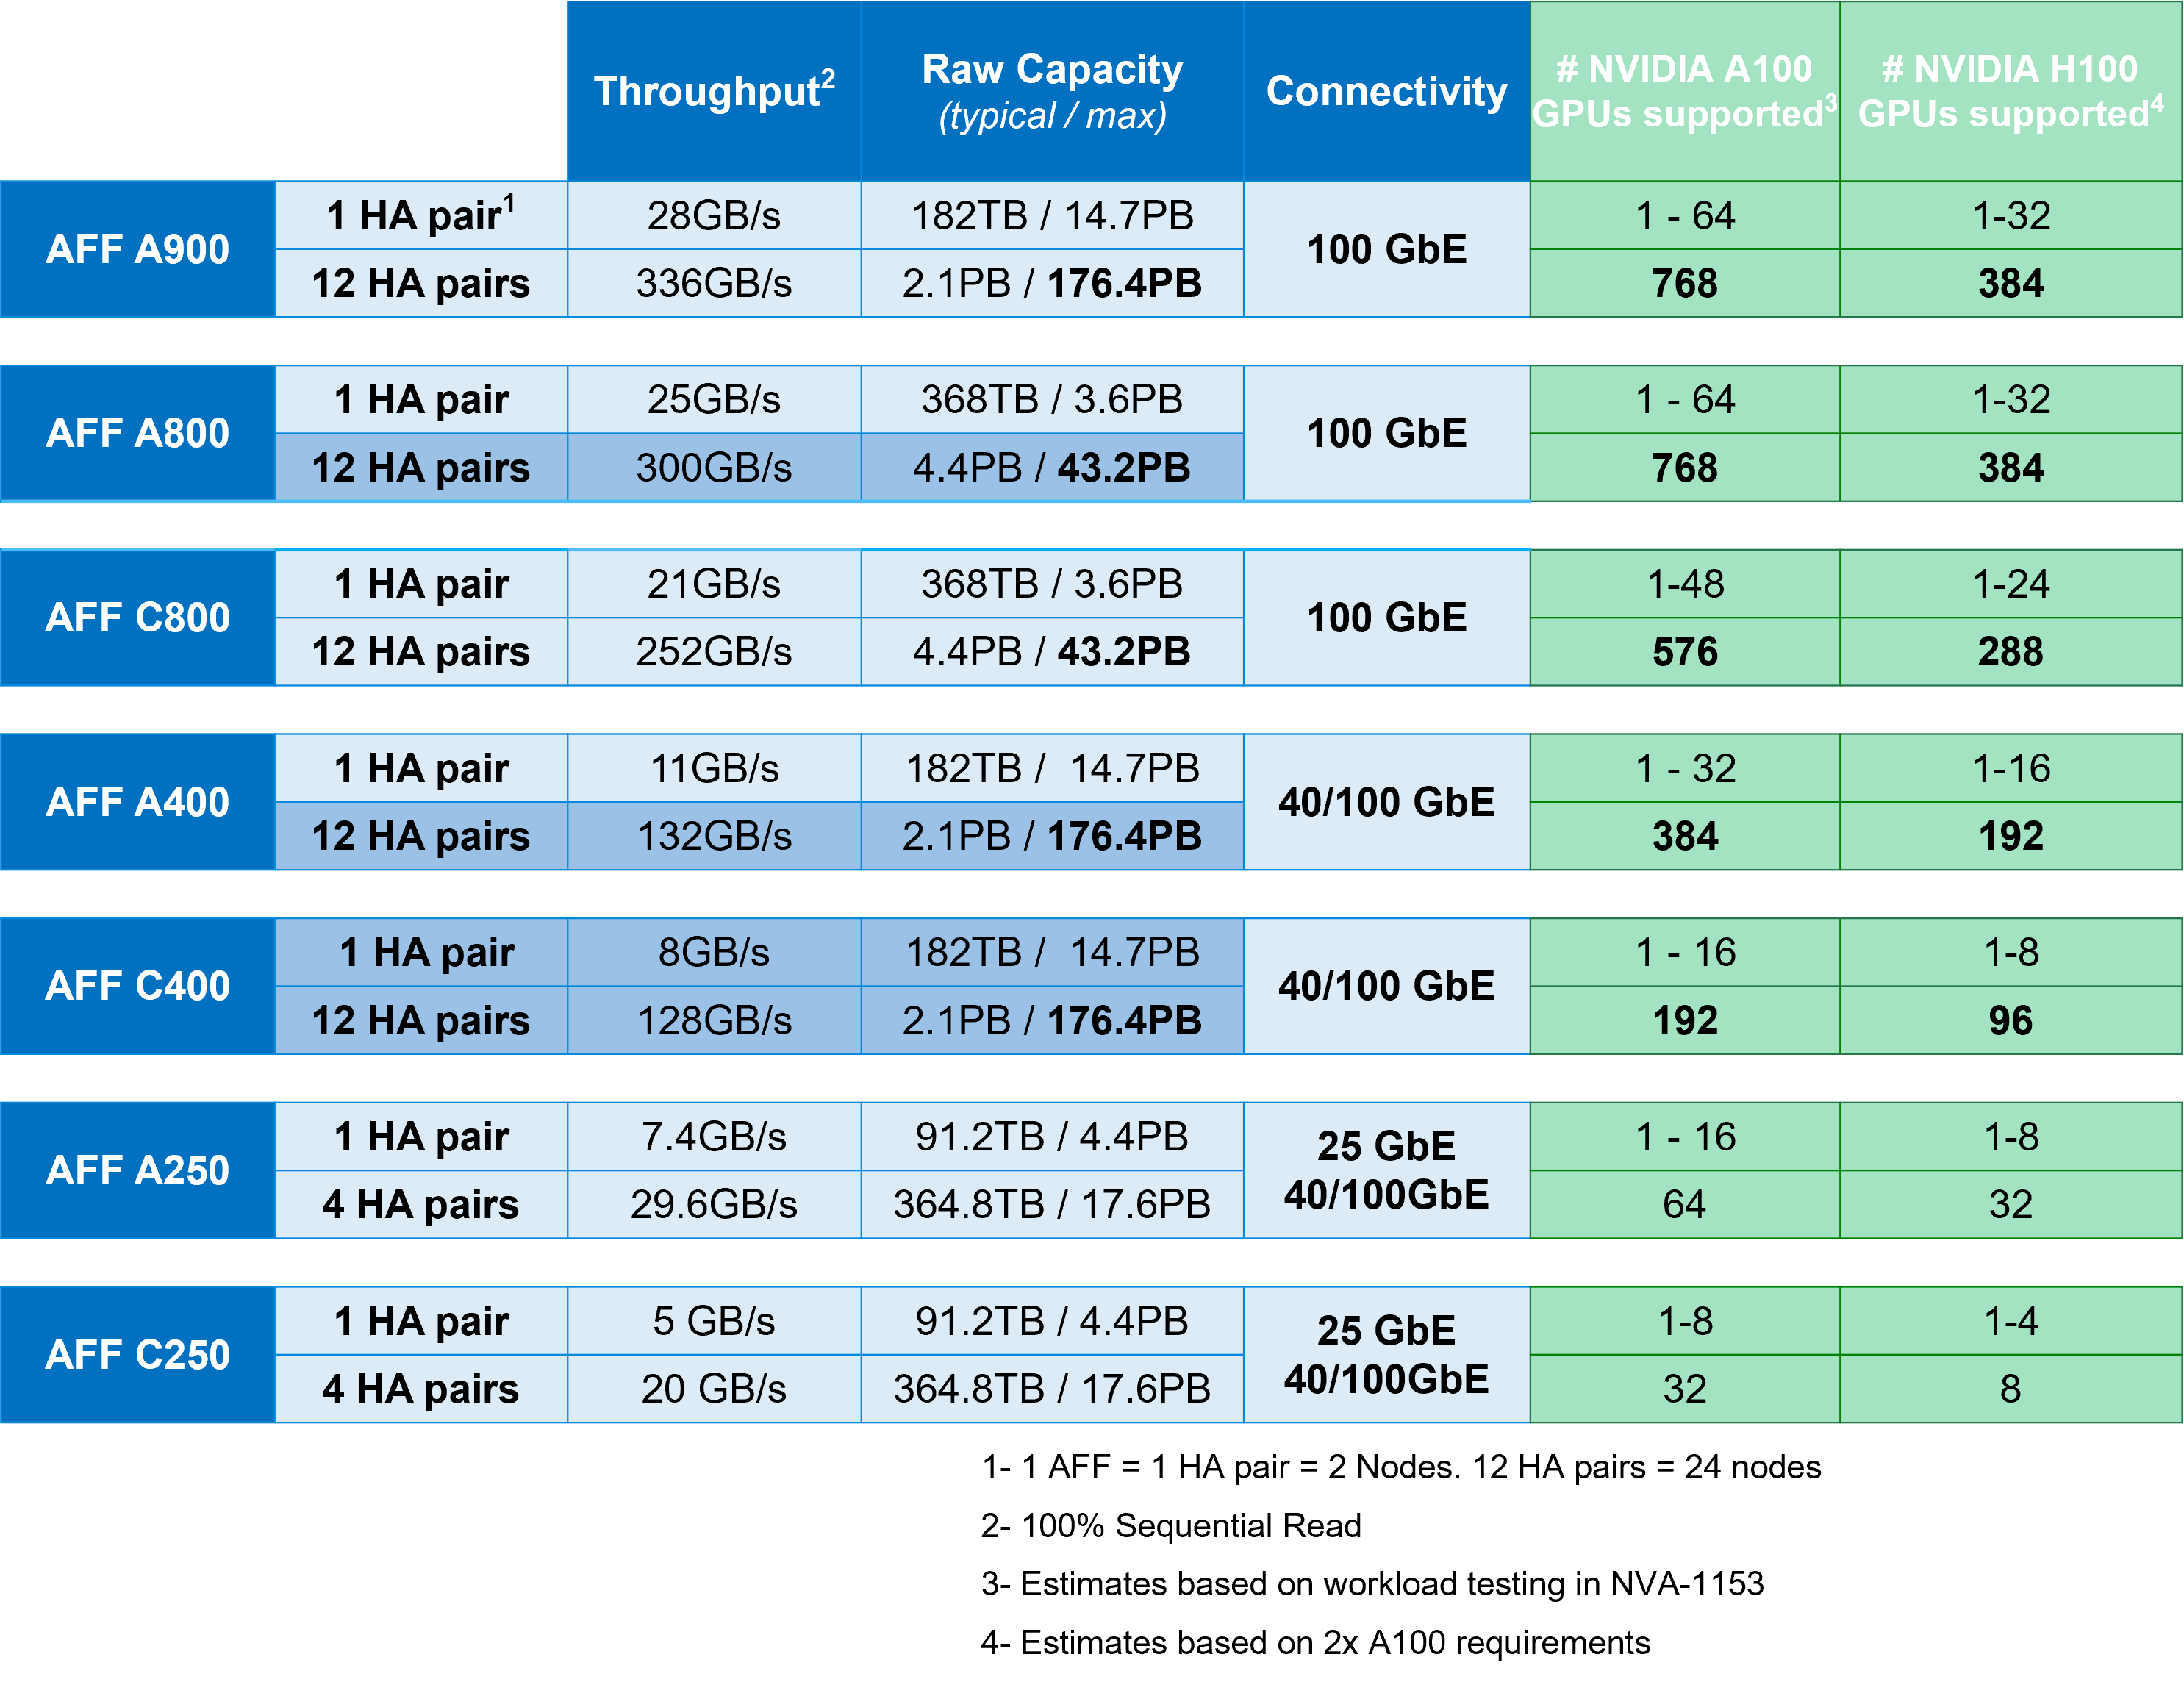 Throughput2 Raw Capacity (typical / max) Connectivity # NVIDIA A100 GPUs supported3 # NVIDIA H100 GPUs supported4
AFF A900
1 HA pair1 28GB/s 182TB / 14.7PB 100 GbE 1 - 64 1-32
12 HA pairs 336GB/s 2.1PB / 176.4PB 768 384
AFF A800
1 HA pair 25GB/s 368TB / 3.6PB 100 GbE 1 - 64 1-32
12 HA pairs 300GB/s 4.4PB / 43.2PB 768 384
AFF C800
1 HA pair 21GB/s 368TB / 3.6PB 100 GbE 1-48 1-24
12 HA pairs 252GB/s 4.4PB / 43.2PB 576 288
AFF A400
1 HA pair 11GB/s 182TB / 14.7PB 40/100 GbE 1 - 32 1-16
12 HA pairs 132GB/s 2.1PB / 176.4PB 384 192
AFF C400
1 HA pair 8GB/s 182TB / 14.7PB 40/100 GbE 1 - 16 1-8
12 HA pairs 128GB/s 2.1PB / 176.4PB 192 96
AFF A250
1 HA pair 7.4GB/s 91.2TB / 4.4PB 25 GbE 1 - 16 1-8
4 HA pairs 29.6GB/s 364.8TB / 17.6PB 40/100GbE 64 32
AFF C250
1 HA pair 5 GB/s 91.2TB / 4.4PB 25 GbE 1-8 1-4
4 HA pairs 20 GB/s 364.8TB / 17.6PB 40/100GbE 32 8
1- 1 AFF = 1 HA pair = 2 Nodes. 12 HA pairs = 24 nodes
2- 100% Sequential Read
3- Estimates based on workload testing in NVA-1153
4- Estimates based on 2x A100 requirements